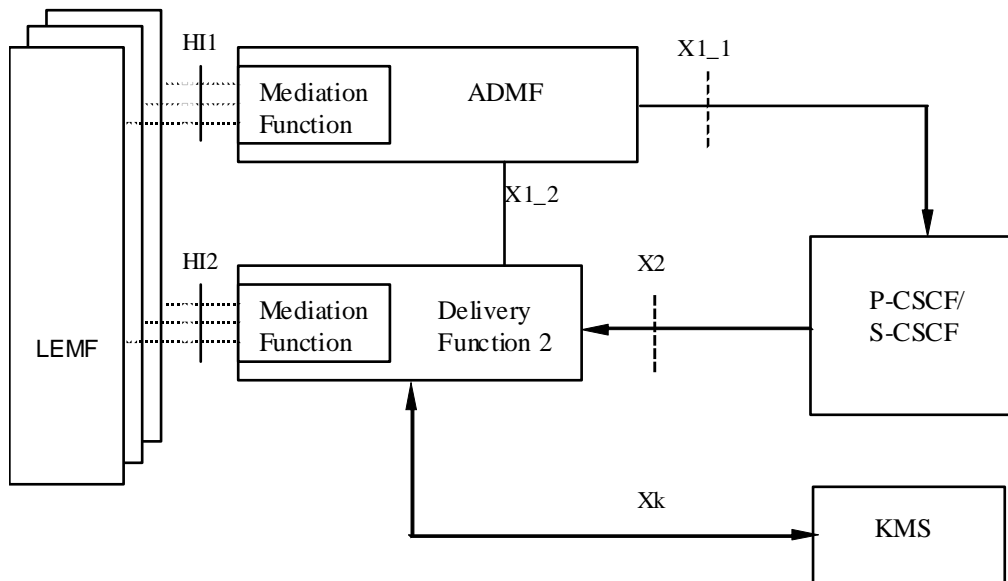 HI1
X1_1
Mediation
Function
ADMF
X1_2
HI2
X2
Mediation
Function
Delivery
Function 2
P-CSCF/
S-CSCF
LEMF
Xk
KMS